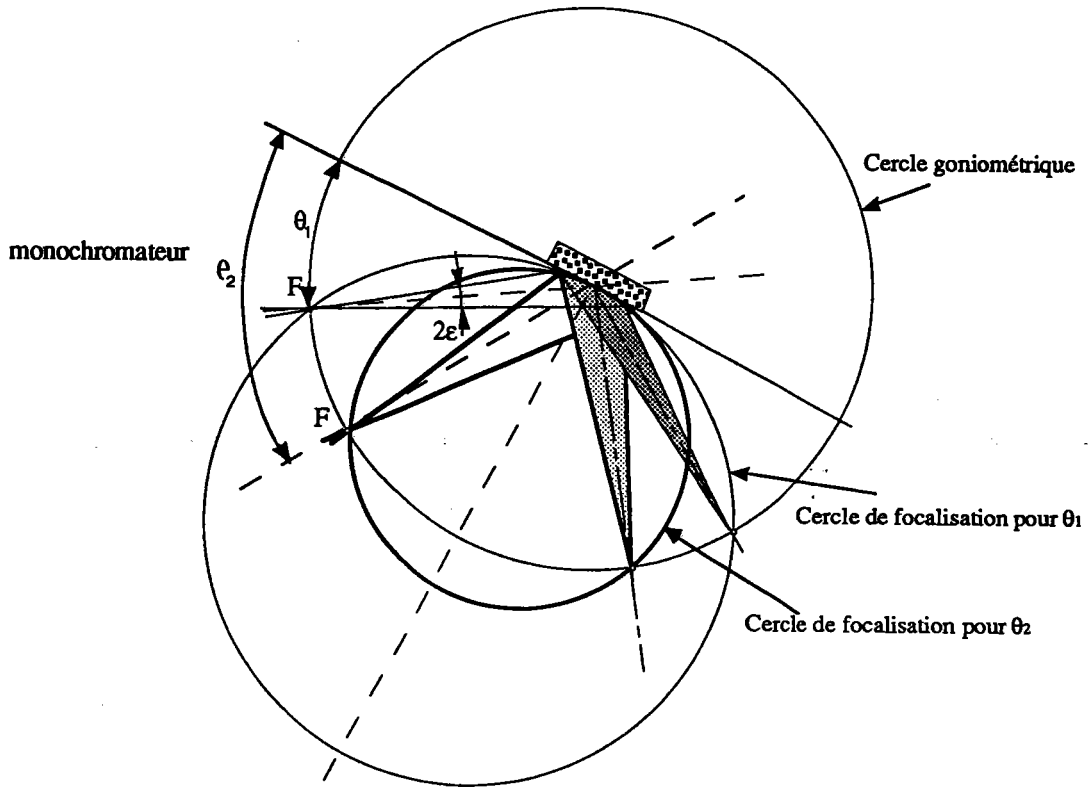 Cercle goniométrique
θ₁
monochromateur
θ₂
F
2ε
F
Cercle de focalisation pour θ₁
Cercle de focalisation pour θ₂